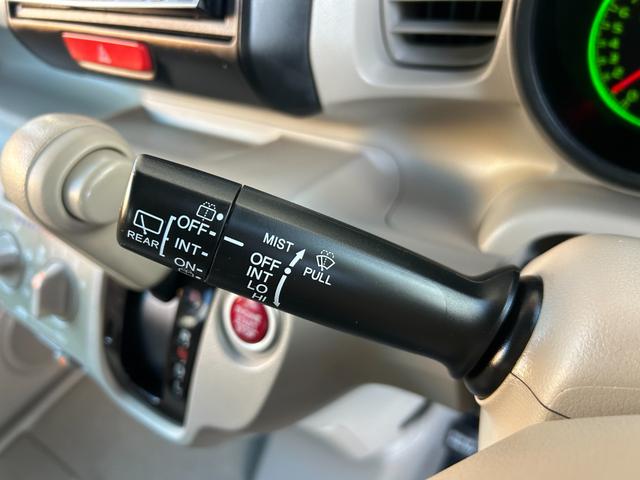 REAR
OFF
INT
ON
MIST
OFF
INT
LO
HI
PULL